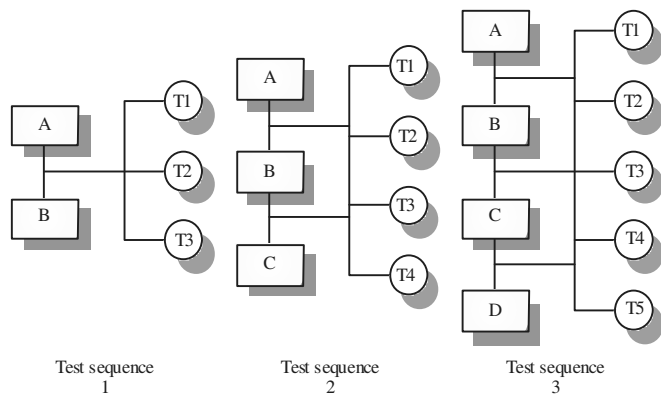 A
B
T1
T2
T3
Test sequence
1
A
B
C
T1
T2
T3
T4
Test sequence
2
A
B
C
D
T1
T2
T3
T4
T5
Test sequence
3